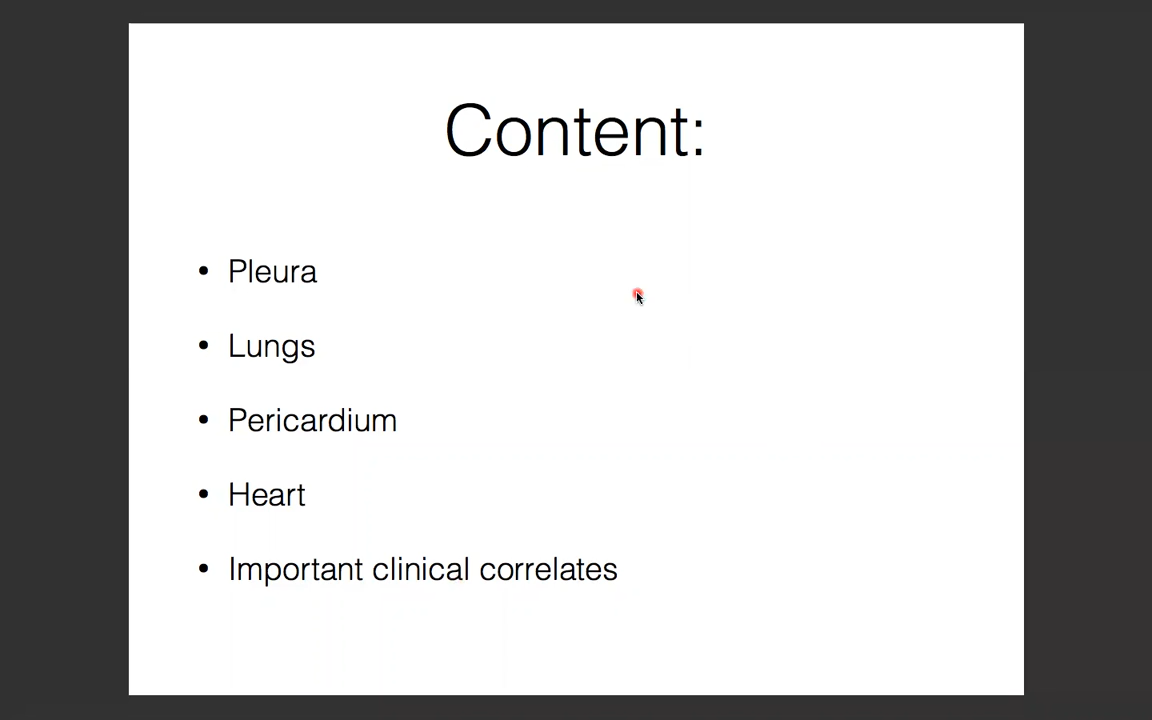 Content:
• Pleura
• Lungs
• Pericardium
• Heart
• Important clinical correlates